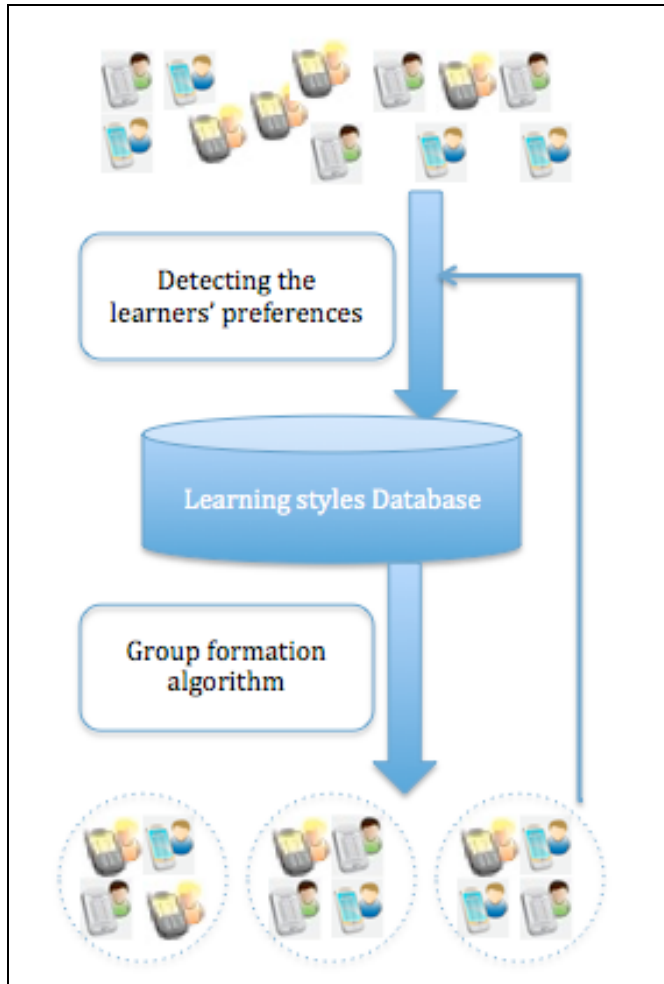 Detecting the
learners' preferences
Learning styles Database
Group formation
algorithm